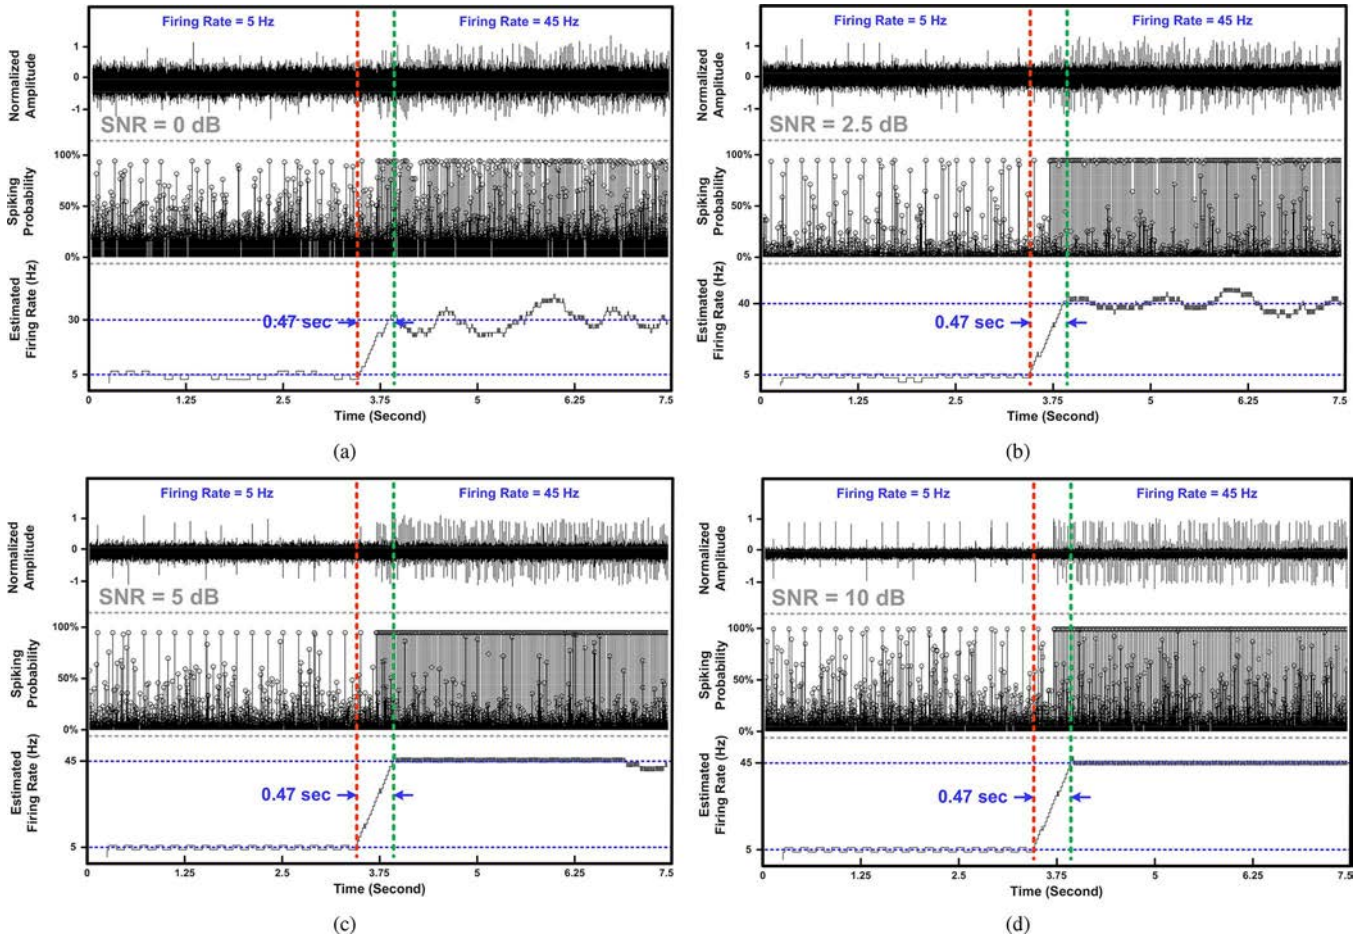 Firing Rate = 5 Hz
Firing Rate = 45 Hz
Normalized
Amplitude
1
0
-1
SNR = 0 dB
Spiking
Probability
100%
50%
0%
Estimated
Firing Rate (Hz)
30
5
0.47 sec
0
1.25
2.5
3.75
5
6.25
7.5
Time (Second)
(a)
Firing Rate = 5 Hz
Firing Rate = 45 Hz
Normalized
Amplitude
1
0
-1
SNR = 2.5 dB
Spiking
Probability
100%
50%
0%
Estimated
Firing Rate (Hz)
40
5
0.47 sec
0
1.25
2.5
3.75
5
6.25
7.5
Time (Second)
(b)
Firing Rate = 5 Hz
Firing Rate = 45 Hz
Normalized
Amplitude
1
0
-1
SNR = 5 dB
Spiking
Probability
100%
50%
0%
Estimated
Firing Rate (Hz)
45
5
0.47 sec
0
1.25
2.5
3.75
5
6.25
7.5
Time (Second)
(c)
Firing Rate = 5 Hz
Firing Rate = 45 Hz
Normalized
Amplitude
1
0
-1
SNR = 10 dB
Spiking
Probability
100%
50%
0%
Estimated
Firing Rate (Hz)
45
5
0.47 sec
0
1.25
2.5
3.75
5
6.25
7.5
Time (Second)
(d)